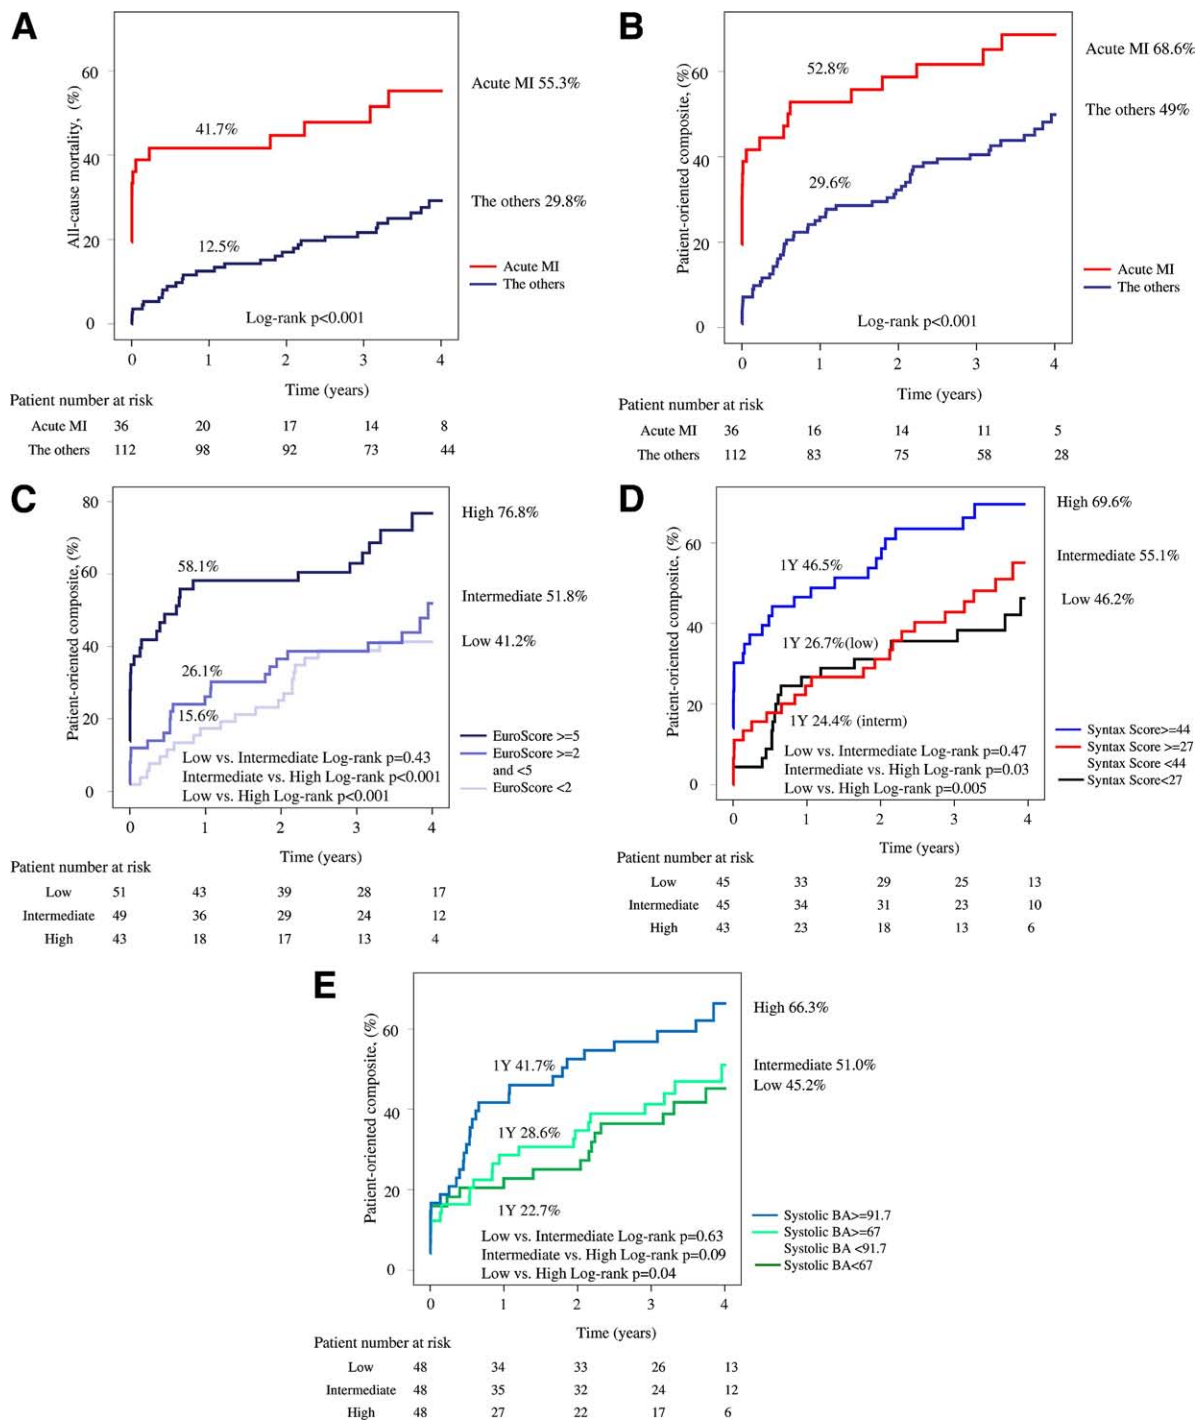 A
All-cause mortality, (%)
60
40
20
0
41.7%
12.5%
Acute MI 55.3%
The others 29.8%
Acute MI
The others
Log-rank p<0.001
0 1 2 3 4
Time (years)
Patient number at risk
Acute MI 36 20 17 14 8
The others 112 98 92 73 44
B
Patient-oriented composite, (%)
60
40
20
0
52.8%
29.6%
Acute MI 68.6%
The others 49%
Acute MI
The others
Log-rank p<0.001
0 1 2 3 4
Time (years)
Patient number at risk
Acute MI 36 16 14 11 5
The others 112 83 75 58 28
C
Patient-oriented composite, (%)
80
60
40
20
0
58.1%
26.1%
15.6%
High 76.8%
Intermediate 51.8%
Low 41.2%
EuroScore >=5
EuroScore >=2
and <5
EuroScore <2
Low vs. Intermediate Log-rank p=0.43
Intermediate vs. High Log-rank p<0.001
Low vs. High Log-rank p<0.001
0 1 2 3 4
Time (years)
Patient number at risk
Low 51 43 39 28 17
Intermediate 49 36 29 24 12
High 43 18 17 13 4
D
Patient-oriented composite, (%)
60
40
20
0
1Y 46.5%
1Y 26.7%(low)
1Y 24.4% (interm)
High 69.6%
Intermediate 55.1%
Low 46.2%
Syntax Score>=44
Syntax Score >=27
Syntax Score <44
Syntax Score<27
Low vs. Intermediate Log-rank p=0.47
Intermediate vs. High Log-rank p=0.03
Low vs. High Log-rank p=0.005
0 1 2 3 4
Time (years)
Patient number at risk
Low 45 33 29 25 13
Intermediate 45 34 31 23 10
High 43 23 18 13 6
E
Patient-oriented composite, (%)
60
40
20
0
1Y 41.7%
1Y 28.6%
1Y 22.7%
High 66.3%
Intermediate 51.0%
Low 45.2%
Systolic BA>=91.7
Systolic BA>=67
Systolic BA <91.7
Systolic BA<67
Low vs. Intermediate Log-rank p=0.63
Intermediate vs. High Log-rank p=0.09
Low vs. High Log-rank p=0.04
0 1 2 3 4
Time (years)
Patient number at risk
Low 48 34 33 26 13
Intermediate 48 35 32 24 12
High 48 27 22 17 6